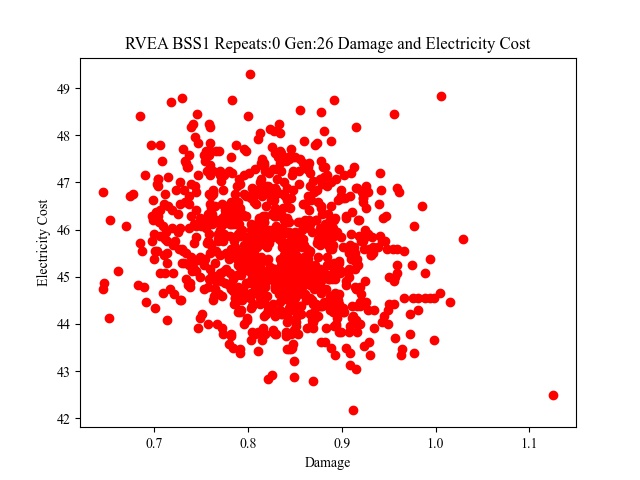 RVEA BSS1 Repeats:0 Gen:26 Damage and Electricity Cost
49
48
47
46
45
44
43
42
Electricity Cost
0.7 0.8 0.9 1.0 1.1
Damage